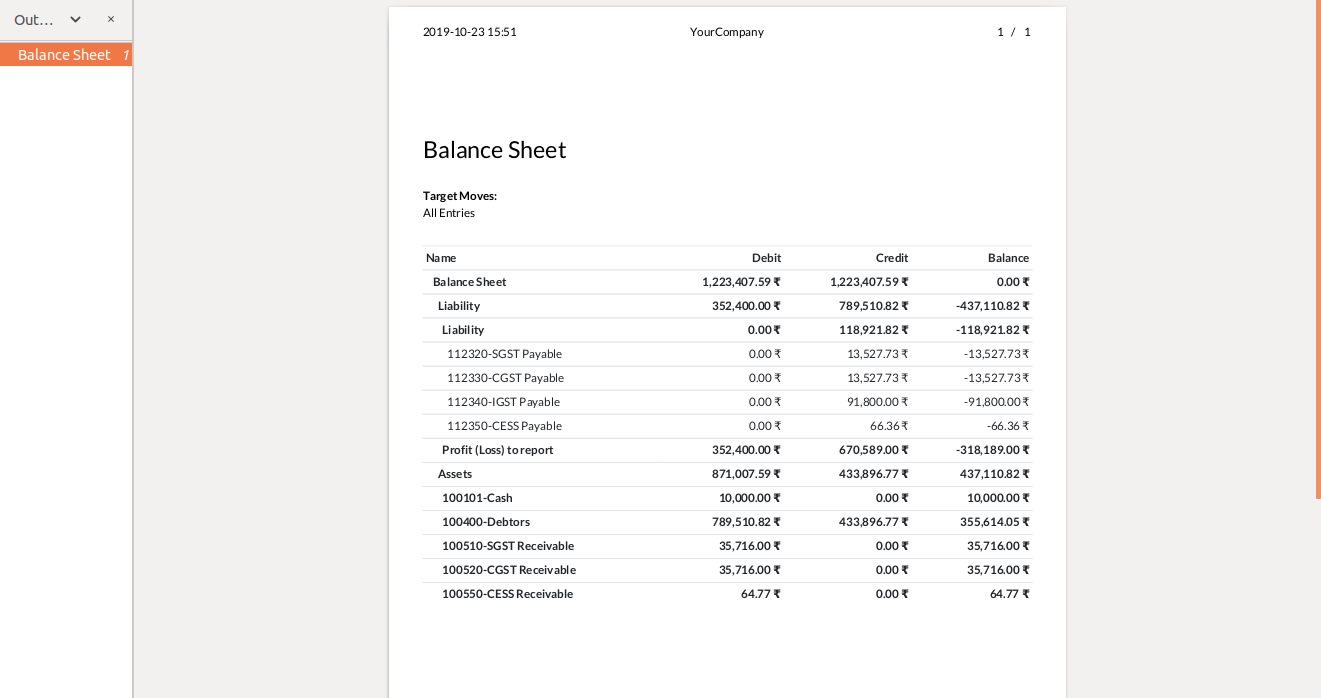 Out...
×
Balance Sheet 1
2019-10-23 15:51 YourCompany 1 / 1
Balance Sheet
Target Moves:
All Entries
Name Debit Credit Balance
Balance Sheet 1,223,407.59 ₹ 1,223,407.59 ₹ 0.00 ₹
Liability 352,400.00 ₹ 789,510.82 ₹ -437,110.82 ₹
Liability 0.00 ₹ 118,921.82 ₹ -118,921.82 ₹
112320-SGST Payable 0.00 ₹ 13,527.73 ₹ -13,527.73 ₹
112330-CGST Payable 0.00 ₹ 13,527.73 ₹ -13,527.73 ₹
112340-IGST Payable 0.00 ₹ 91,800.00 ₹ -91,800.00 ₹
112350-CESS Payable 0.00 ₹ 66.36 ₹ -66.36 ₹
Profit (Loss) to report 352,400.00 ₹ 670,589.00 ₹ -318,189.00 ₹
Assets 871,007.59 ₹ 433,896.77 ₹ 437,110.82 ₹
100101-Cash 10,000.00 ₹ 0.00 ₹ 10,000.00 ₹
100400-Debtors 789,510.82 ₹ 433,896.77 ₹ 355,614.05 ₹
100510-SGST Receivable 35,716.00 ₹ 0.00 ₹ 35,716.00 ₹
100520-CGST Receivable 35,716.00 ₹ 0.00 ₹ 35,716.00 ₹
100550-CESS Receivable 64.77 ₹ 0.00 ₹ 64.77 ₹